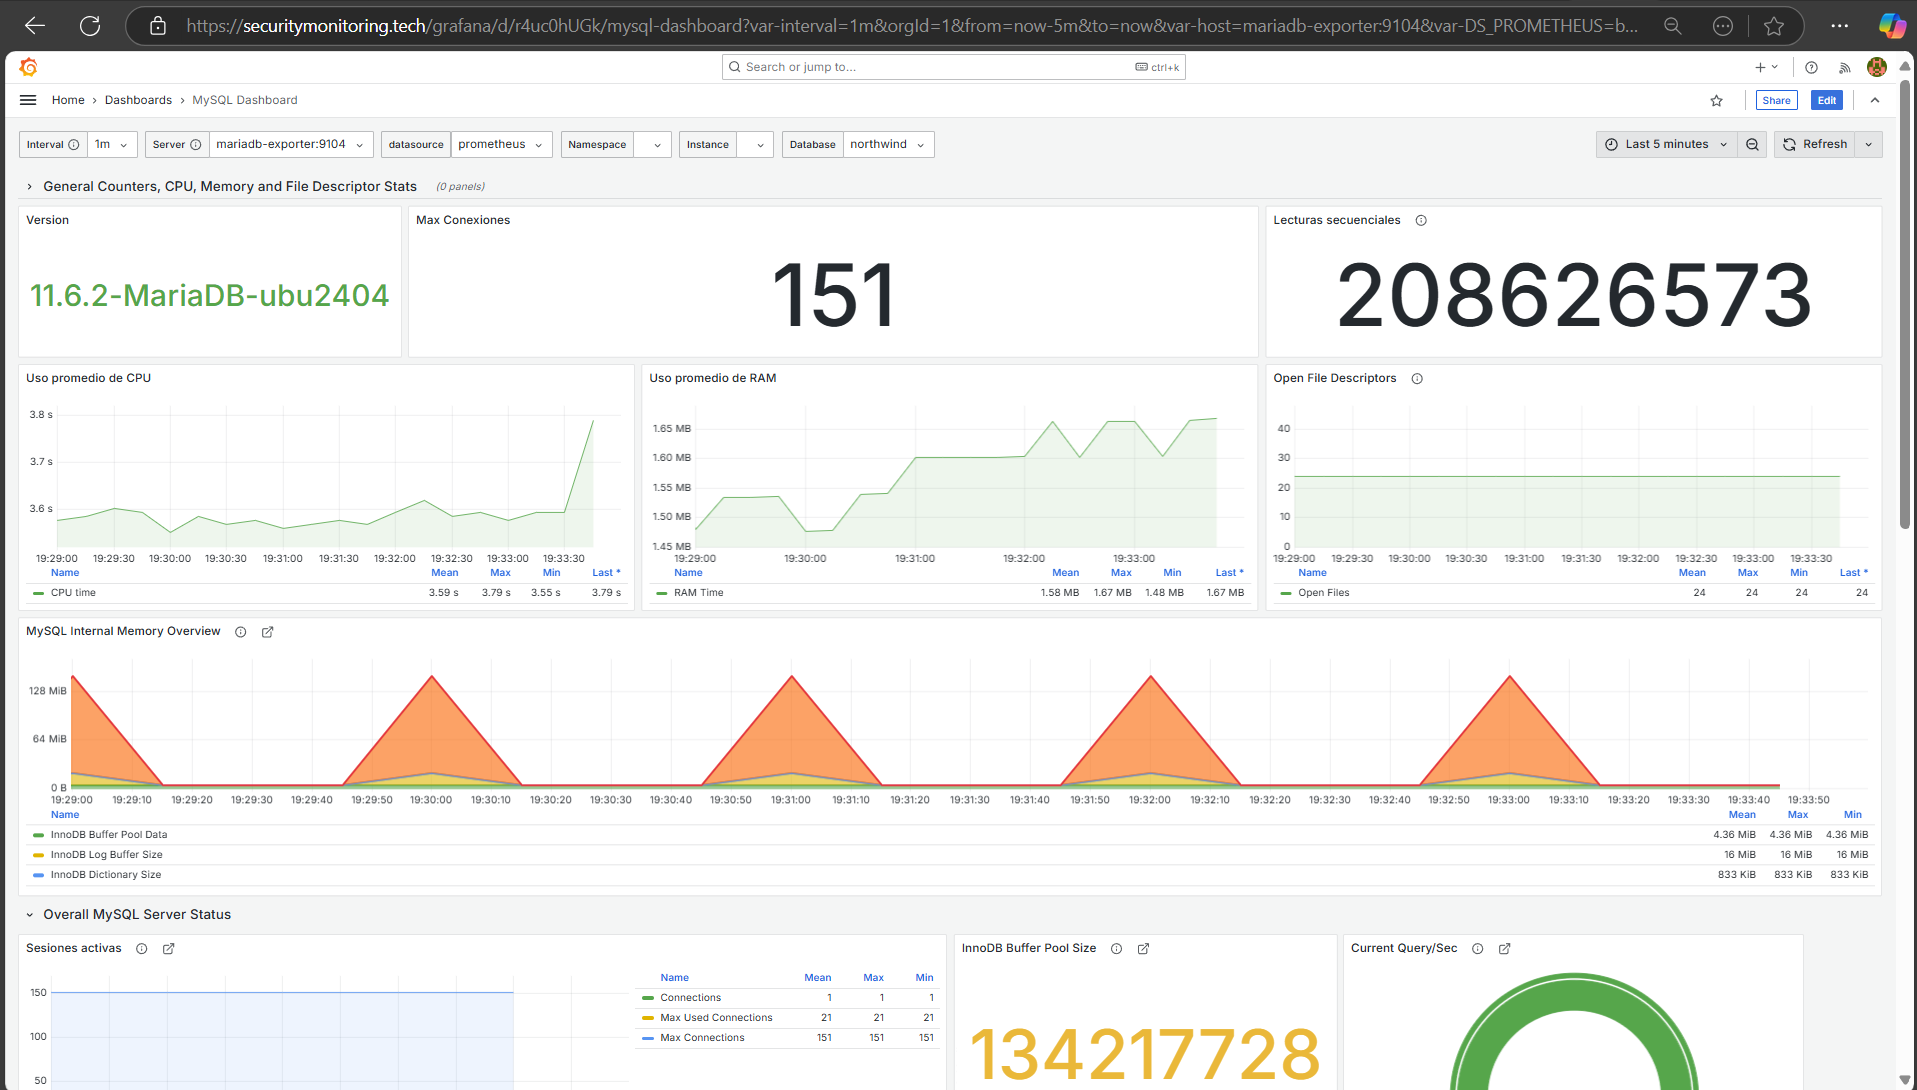 https://securitymonitoring.tech/grafana/d/r4uc0hUGk/mysql-dashboard?var-interval=1m&orgId=1&from=now-5m&to=now&var-host=mariadb-exporter:9104&var-DS_PROMETHEUS=b...
Search or jump to... ctrl+k
Home › Dashboards › MySQL Dashboard Share Edit
Interval 1m Server mariadb-exporter:9104 datasource prometheus Namespace Instance Database northwind Last 5 minutes Refresh
General Counters, CPU, Memory and File Descriptor Stats (0 panels)
Version
11.6.2-MariaDB-ubu2404
Max Conexiones
151
Lecturas secuenciales
208626573
Uso promedio de CPU
3.8 s
3.7 s
3.6 s
19:29:00 19:29:30 19:30:00 19:30:30 19:31:00 19:31:30 19:32:00 19:32:30 19:33:00 19:33:30
Name Mean Max Min Last *
CPU time 3.59 s 3.79 s 3.55 s 3.79 s
Uso promedio de RAM
1.65 MB
1.60 MB
1.55 MB
1.50 MB
1.45 MB
19:29:00 19:30:00 19:31:00 19:32:00 19:33:00
Name Mean Max Min Last *
RAM Time 1.58 MB 1.67 MB 1.48 MB 1.67 MB
Open File Descriptors
40
30
20
10
0
19:29:00 19:29:30 19:30:00 19:30:30 19:31:00 19:31:30 19:32:00 19:32:30 19:33:00 19:33:30
Name Mean Max Min Last *
Open Files 24 24 24 24
MySQL Internal Memory Overview
128 MiB
64 MiB
0 B
19:29:00 19:29:10 19:29:20 19:29:30 19:29:40 19:29:50 19:30:00 19:30:10 19:30:20 19:30:30 19:30:40 19:30:50 19:31:00 19:31:10 19:31:20 19:31:30 19:31:40 19:31:50 19:32:00 19:32:10 19:32:20 19:32:30 19:32:40 19:32:50 19:33:00 19:33:10 19:33:20 19:33:30 19:33:40 19:33:50
Name Mean Max Min
InnoDB Buffer Pool Data 4.36 MiB 4.36 MiB 4.36 MiB
InnoDB Log Buffer Size 16 MiB 16 MiB 16 MiB
InnoDB Dictionary Size 833 KiB 833 KiB 833 KiB
Overall MySQL Server Status
Sesiones activas
150
100
50
Name Mean Max Min
Connections 1 1 1
Max Used Connections 21 21 21
Max Connections 151 151 151
InnoDB Buffer Pool Size
134217728
Current Query/Sec